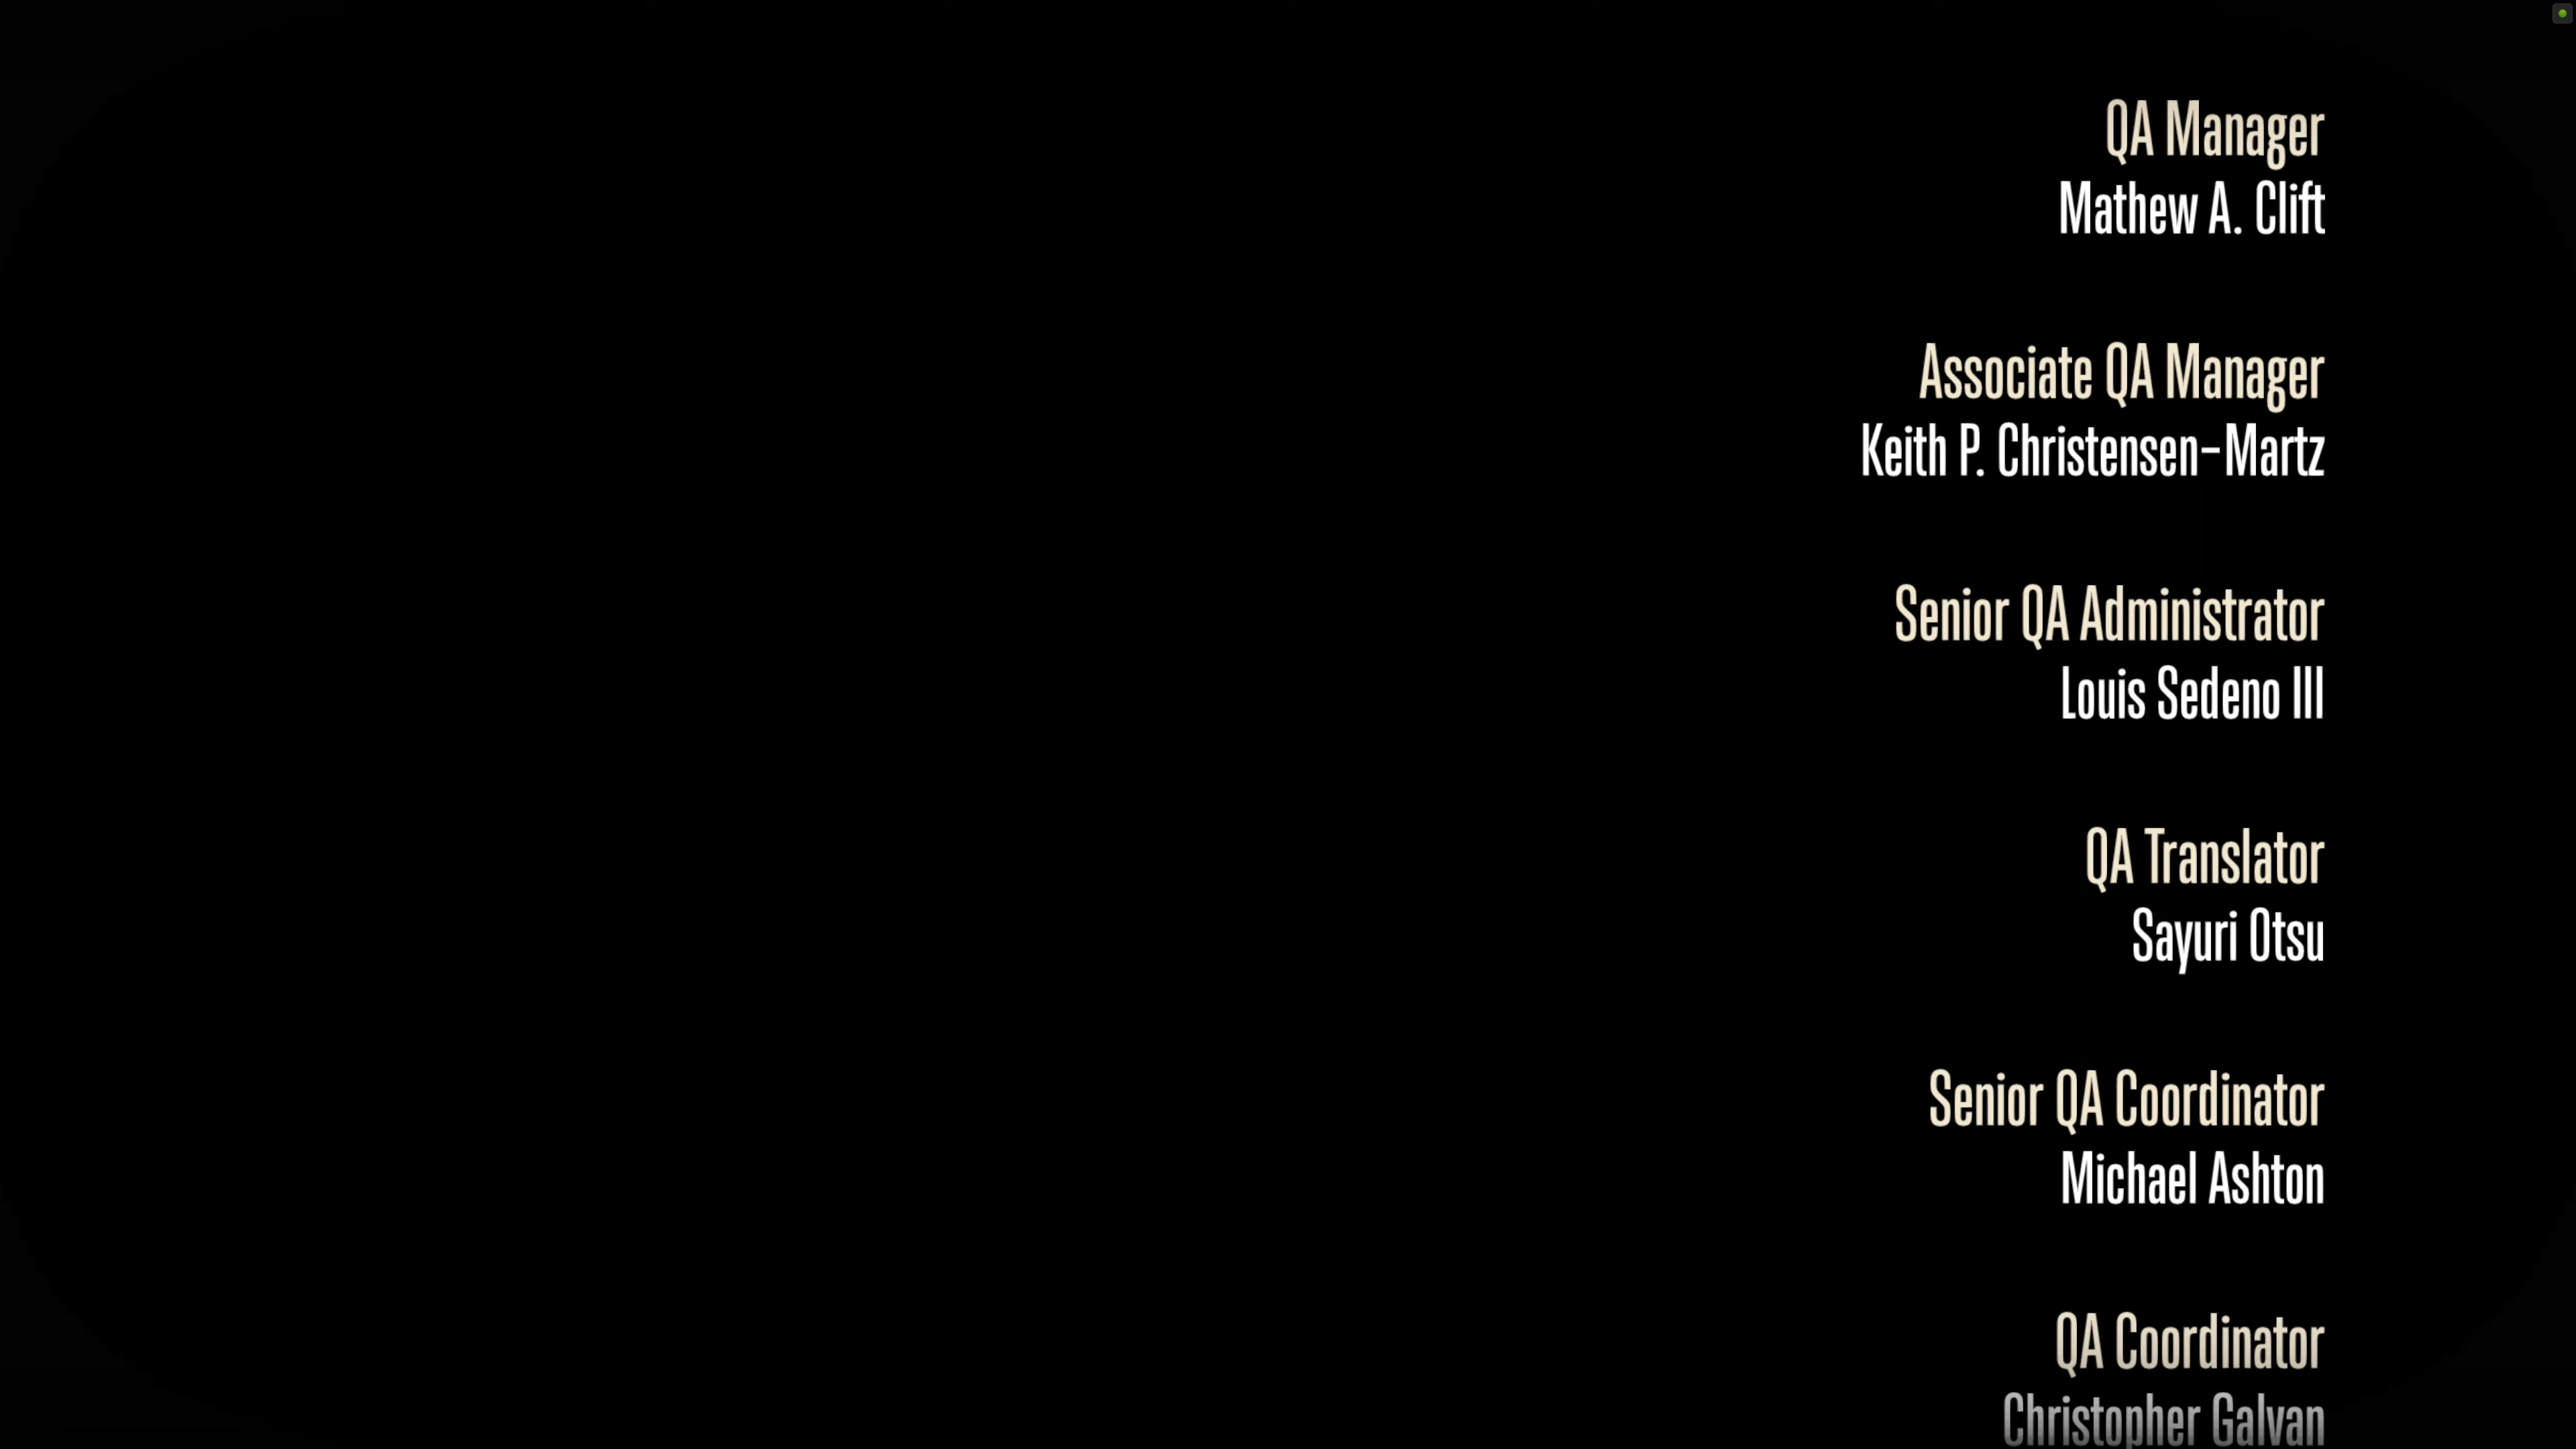 QA Manager
Mathew A. Clift
Associate QA Manager
Keith P. Christensen-Martz
Senior QA Administrator
Louis Sedeno III
QA Translator
Sayuri Otsu
Senior QA Coordinator
Michael Ashton
QA Coordinator
Christopher Galvan